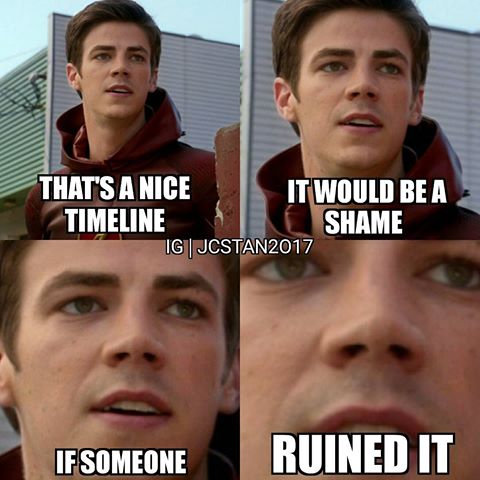 THAT'S A NICE
TIMELINE
IT WOULD BE A
SHAME
IG | JCSTAN2017
IF SOMEONE
RUINED IT